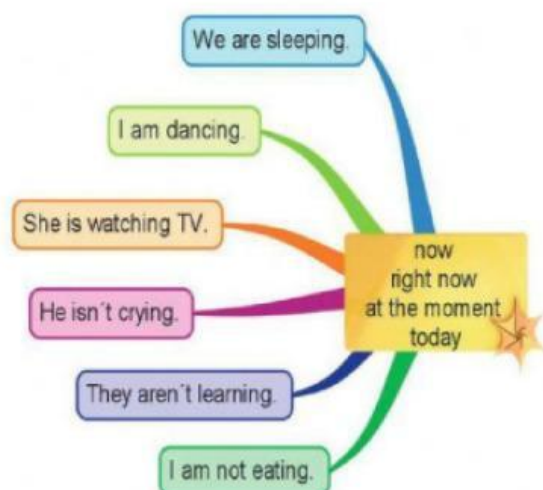 We are sleeping.
I am dancing.
She is watching TV.
He isn´t crying.
They aren´t learning.
I am not eating.
now
right now
at the moment
today